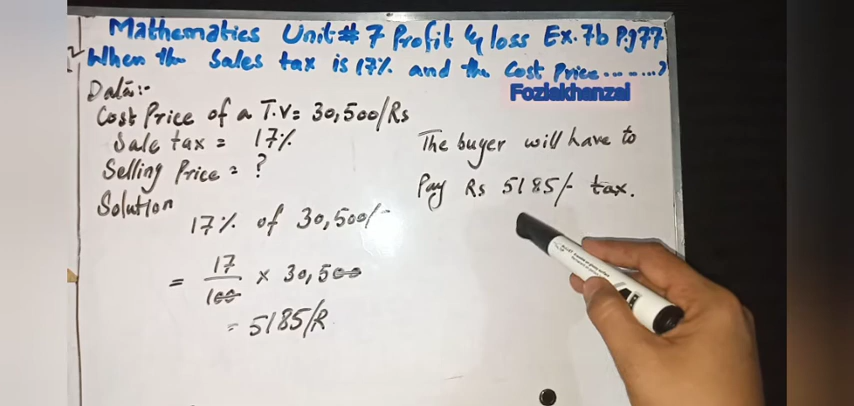 Mathematics Unit # 7 Profit & loss Ex. 7b Pg 77
When the Sales tax is 17% and the Cost Price.......?
Fozlakhanzal
Data:-
Cost Price of a T.V = 30,500/Rs
Sale tax = 17%
Selling Price = ?
Solution
17% of 30,500/-
= 17/100 × 30,500
= 5185/R
The buyer will have to
Pay Rs 5185/- tax.